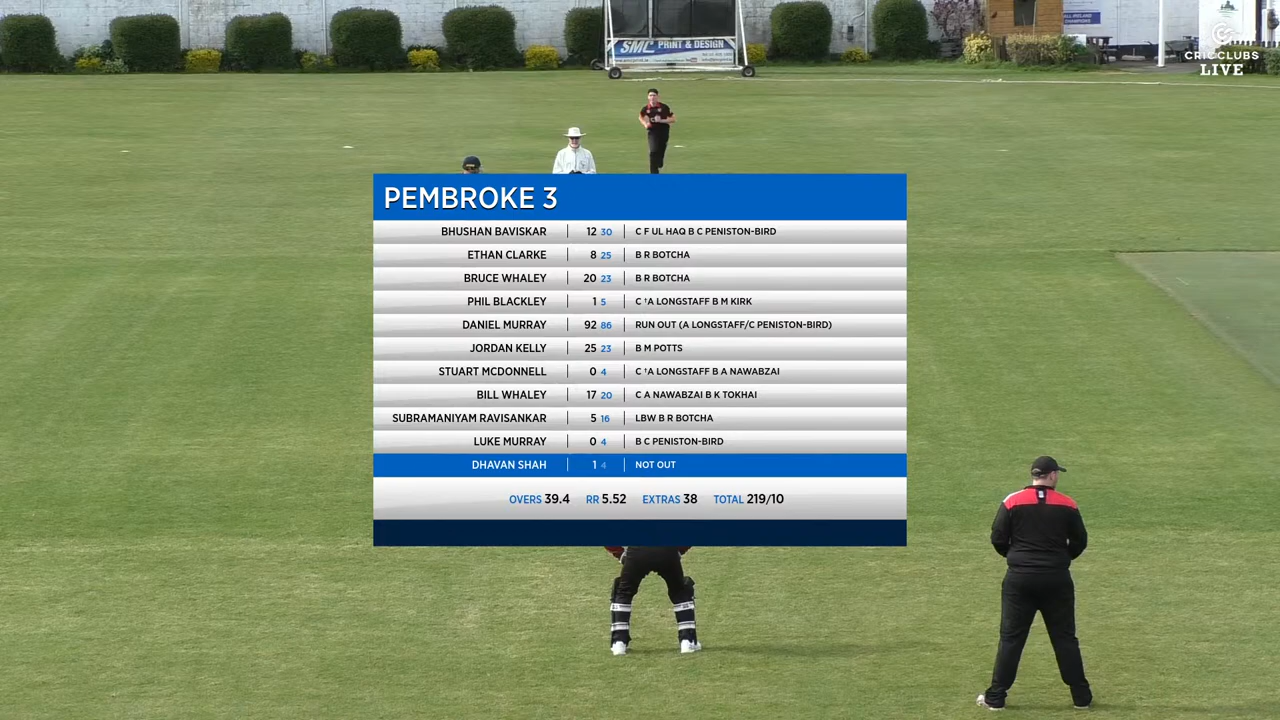 ALL-IRELAND
CHAMPIONS
CRICCLUBS
LIVE
SMC PRINT & DESIGN
PEMBROKE 3
BHUSHAN BAVISKAR 12 30 C F UL HAQ B C PENISTON-BIRD
ETHAN CLARKE 8 25 B R BOTCHA
BRUCE WHALEY 20 23 B R BOTCHA
PHIL BLACKLEY 1 5 C †A LONGSTAFF B M KIRK
DANIEL MURRAY 92 86 RUN OUT (A LONGSTAFF/C PENISTON-BIRD)
JORDAN KELLY 25 23 B M POTTS
STUART MCDONNELL 0 4 C †A LONGSTAFF B A NAWABZAI
BILL WHALEY 17 20 C A NAWABZAI B K TOKHAI
SUBRAMANIYAM RAVISANKAR 5 16 LBW B R BOTCHA
LUKE MURRAY 0 4 B C PENISTON-BIRD
DHAVAN SHAH 1 4 NOT OUT
OVERS 39.4 RR 5.52 EXTRAS 38 TOTAL 219/10